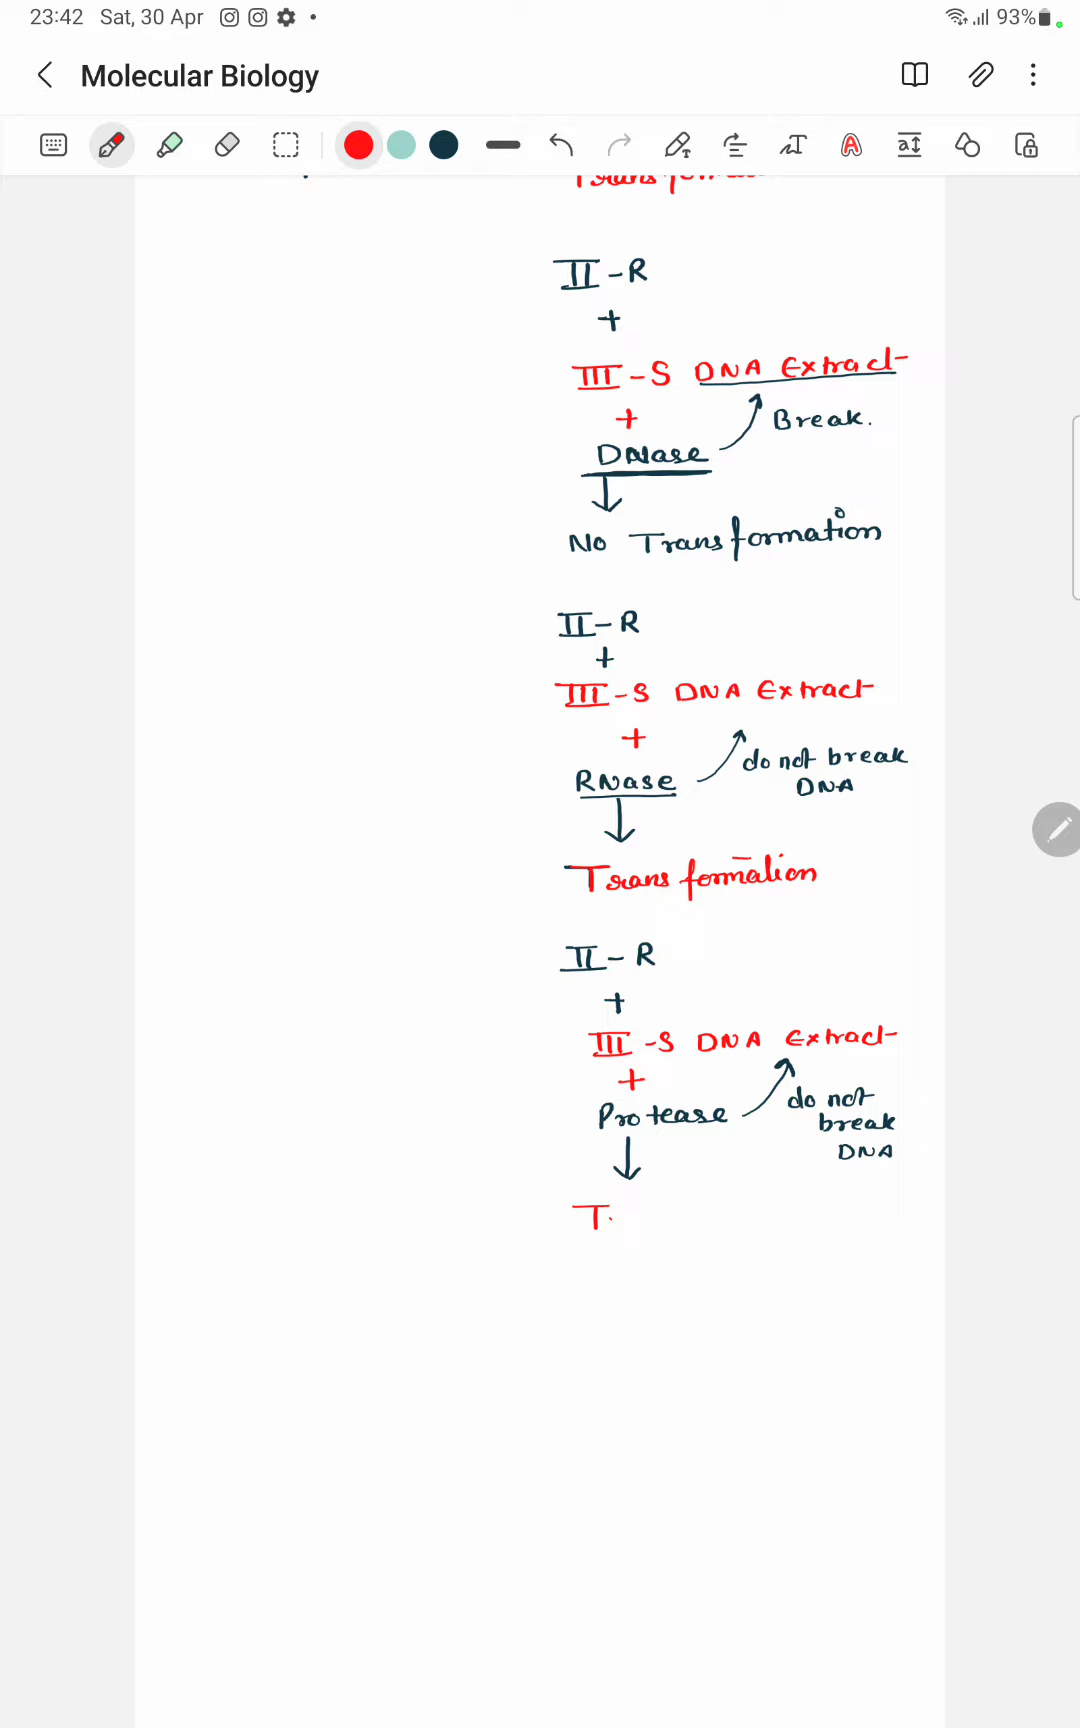 23:42 Sat, 30 Apr 93%
Molecular Biology
Transformation
II - R
+
III - S DNA Extract
+ Break.
DNase
No Transformation
II - R
+
III - S DNA Extract
+
do not break
RNase DNA
Transformation
II - R
+
III - S DNA Extract
+
do not
Protease break
DNA
T